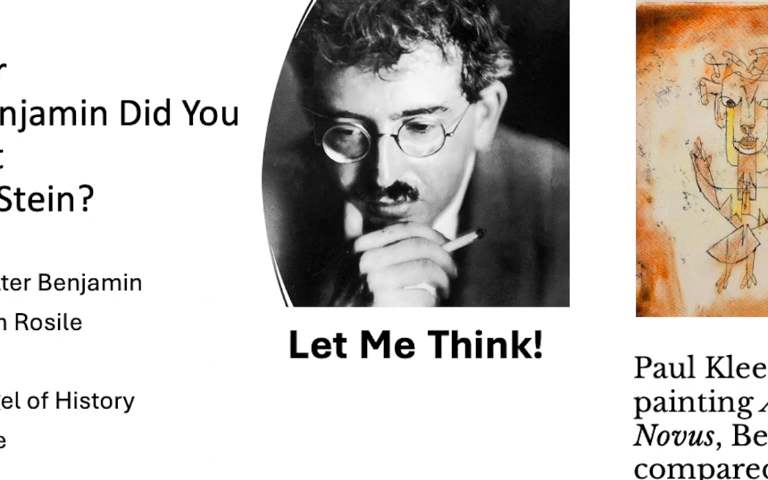 njamin Did You
Stein?
ter Benjamin
Rosile
el of History
Let Me Think!
Paul Klee
painting
Novus, Be
compared